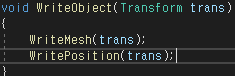 void WriteObject(Transform trans)
{
WriteMesh(trans);
WritePosition(trans);
}